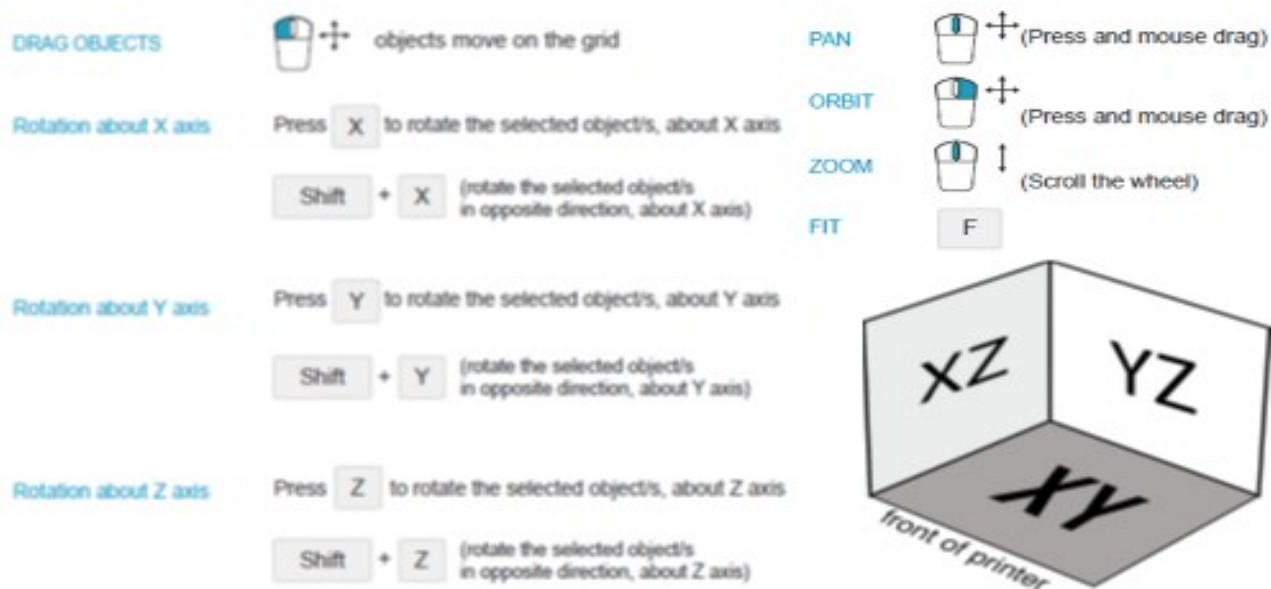 DRAG OBJECTS
objects move on the grid
Rotation about X axis
Press X to rotate the selected object/s, about X axis
Shift + X (rotate the selected object/s
in opposite direction, about X axis)
Rotation about Y axis
Press Y to rotate the selected object/s, about Y axis
Shift + Y (rotate the selected object/s
in opposite direction, about Y axis)
Rotation about Z axis
Press Z to rotate the selected object/s, about Z axis
Shift + Z (rotate the selected object/s
in opposite direction, about Z axis)
PAN
(Press and mouse drag)
ORBIT
(Press and mouse drag)
ZOOM
(Scroll the wheel)
FIT F
XZ
YZ
XY
front of printer